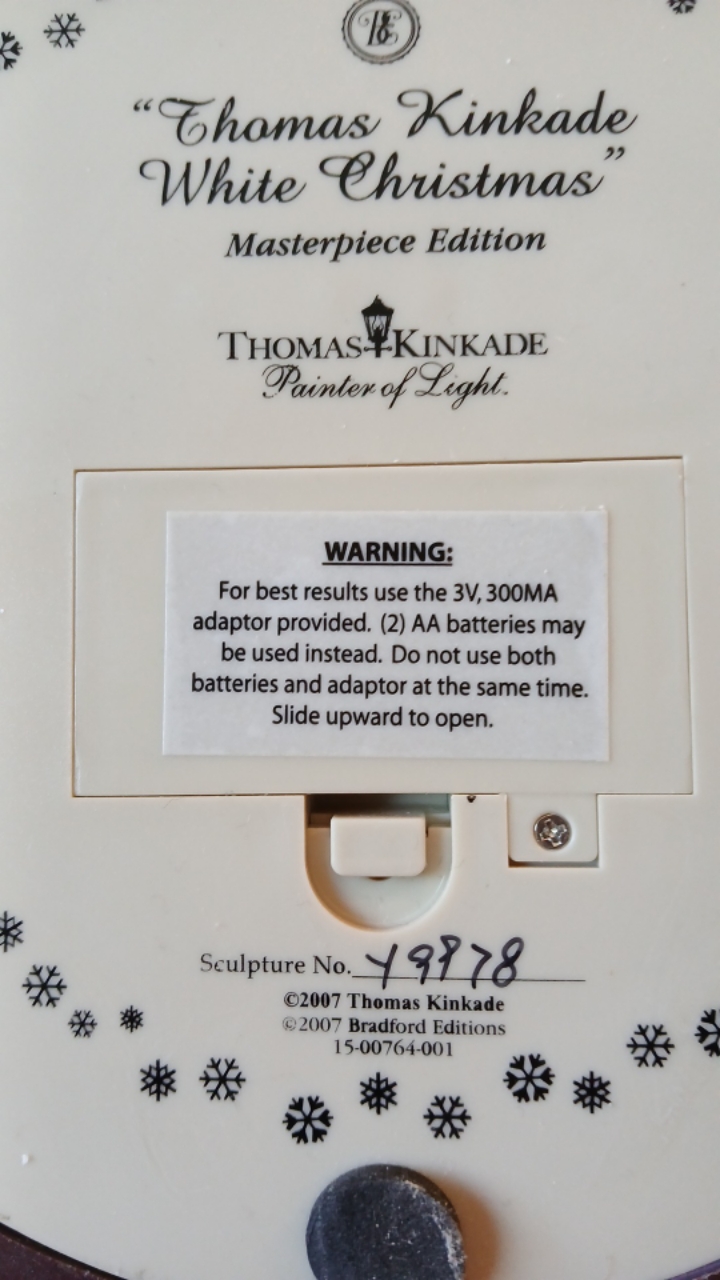 BE
"Thomas Kinkade
White Christmas"
Masterpiece Edition
THOMAS KINKADE
Painter of Light.
WARNING:
For best results use the 3V, 300MA
adaptor provided. (2) AA batteries may
be used instead. Do not use both
batteries and adaptor at the same time.
Slide upward to open.
Sculpture No. Y9978
©2007 Thomas Kinkade
©2007 Bradford Editions
15-00764-001